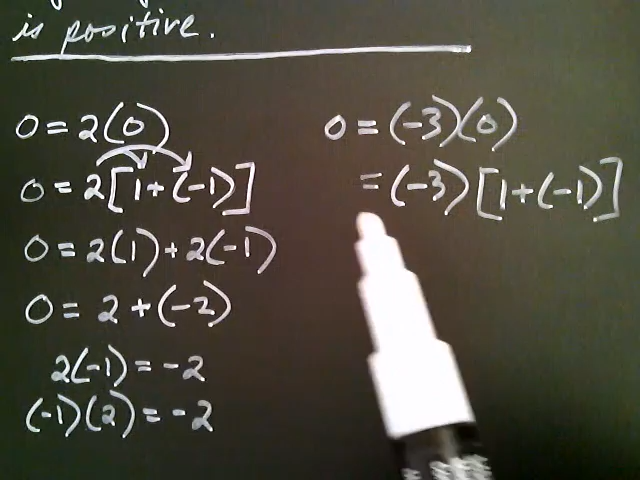 is positive.
0 = 2(0)
0 = 2[1+(-1)]
0 = 2(1)+2(-1)
0 = 2+(-2)
2(-1) = -2
(-1)(2) = -2
0 = (-3)(0)
= (-3)[1+(-1)]